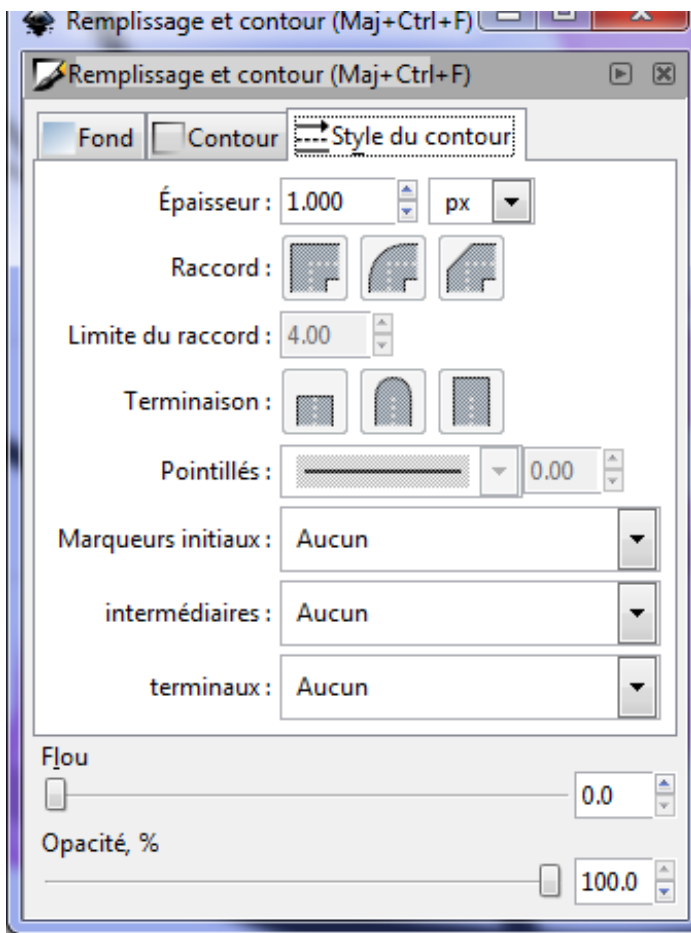 Remplissage et contour (Maj+Ctrl+F)
Remplissage et contour (Maj+Ctrl+F)
Fond Contour Style du contour
Épaisseur : 1.000 px
Raccord :
Limite du raccord : 4.00
Terminaison :
Pointillés : 0.00
Marqueurs initiaux : Aucun
intermédiaires : Aucun
terminaux : Aucun
Flou
0.0
Opacité, %
100.0